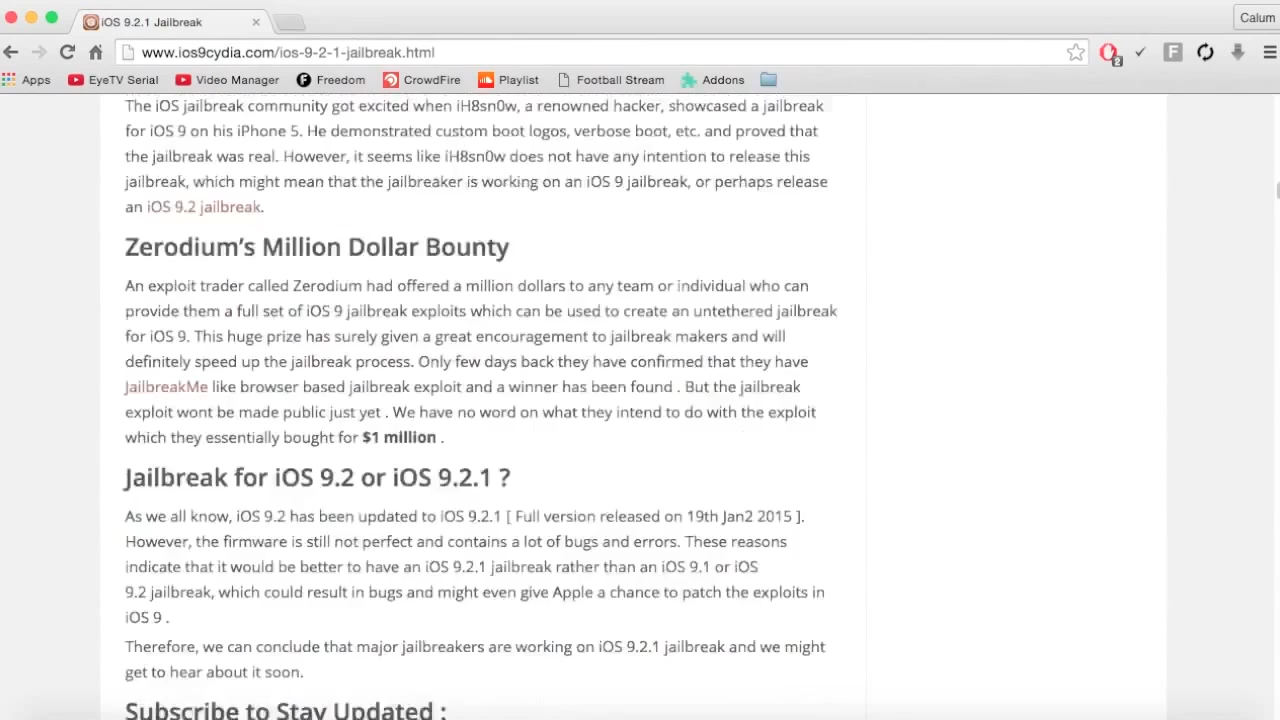 iOS 9.2.1 Jailbreak
Calum
www.ios9cydia.com/ios-9-2-1-jailbreak.html
2
F
Apps EyeTV Serial Video Manager Freedom CrowdFire Playlist Football Stream Addons
The iOS jailbreak community got excited when iH8sn0w, a renowned hacker, showcased a jailbreak
for iOS 9 on his iPhone 5. He demonstrated custom boot logos, verbose boot, etc. and proved that
the jailbreak was real. However, it seems like iH8sn0w does not have any intention to release this
jailbreak, which might mean that the jailbreaker is working on an iOS 9 jailbreak, or perhaps release
an iOS 9.2 jailbreak.
Zerodium's Million Dollar Bounty
An exploit trader called Zerodium had offered a million dollars to any team or individual who can
provide them a full set of iOS 9 jailbreak exploits which can be used to create an untethered jailbreak
for iOS 9. This huge prize has surely given a great encouragement to jailbreak makers and will
definitely speed up the jailbreak process. Only few days back they have confirmed that they have
JailbreakMe like browser based jailbreak exploit and a winner has been found . But the jailbreak
exploit wont be made public just yet . We have no word on what they intend to do with the exploit
which they essentially bought for $1 million .
Jailbreak for iOS 9.2 or iOS 9.2.1 ?
As we all know, iOS 9.2 has been updated to iOS 9.2.1 [ Full version released on 19th Jan2 2015 ].
However, the firmware is still not perfect and contains a lot of bugs and errors. These reasons
indicate that it would be better to have an iOS 9.2.1 jailbreak rather than an iOS 9.1 or iOS
9.2 jailbreak, which could result in bugs and might even give Apple a chance to patch the exploits in
iOS 9 .
Therefore, we can conclude that major jailbreakers are working on iOS 9.2.1 jailbreak and we might
get to hear about it soon.
Subscribe to Stay Updated :